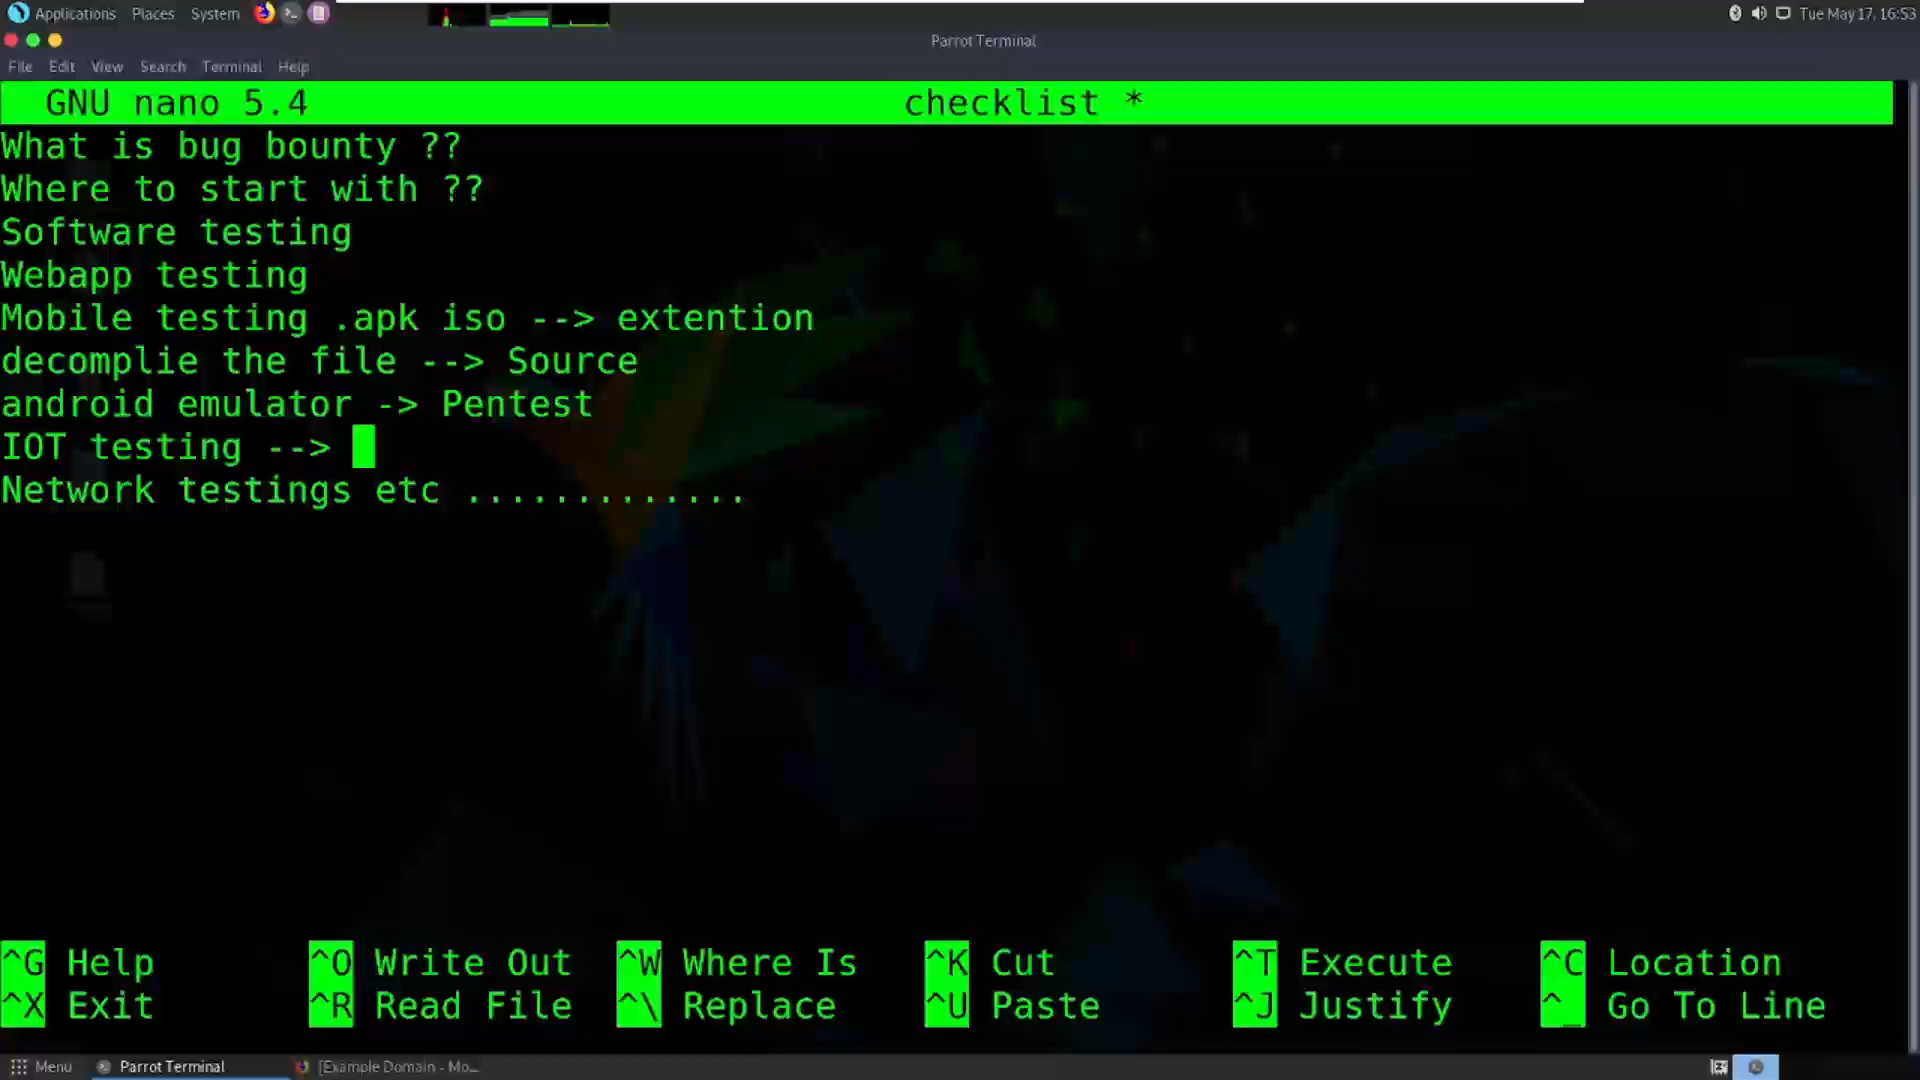 Applications Places System
Tue May 17, 16:53
Parrot Terminal
File Edit View Search Terminal Help
GNU nano 5.4 checklist *
What is bug bounty ??
Where to start with ??
Software testing
Webapp testing
Mobile testing .apk iso --> extention
decomplie the file --> Source
android emulator -> Pentest
IOT testing -->
Network testings etc .............
^G Help ^O Write Out ^W Where Is ^K Cut ^T Execute ^C Location
^X Exit ^R Read File ^\ Replace ^U Paste ^J Justify ^_ Go To Line
Menu Parrot Terminal [Example Domain - Mo...